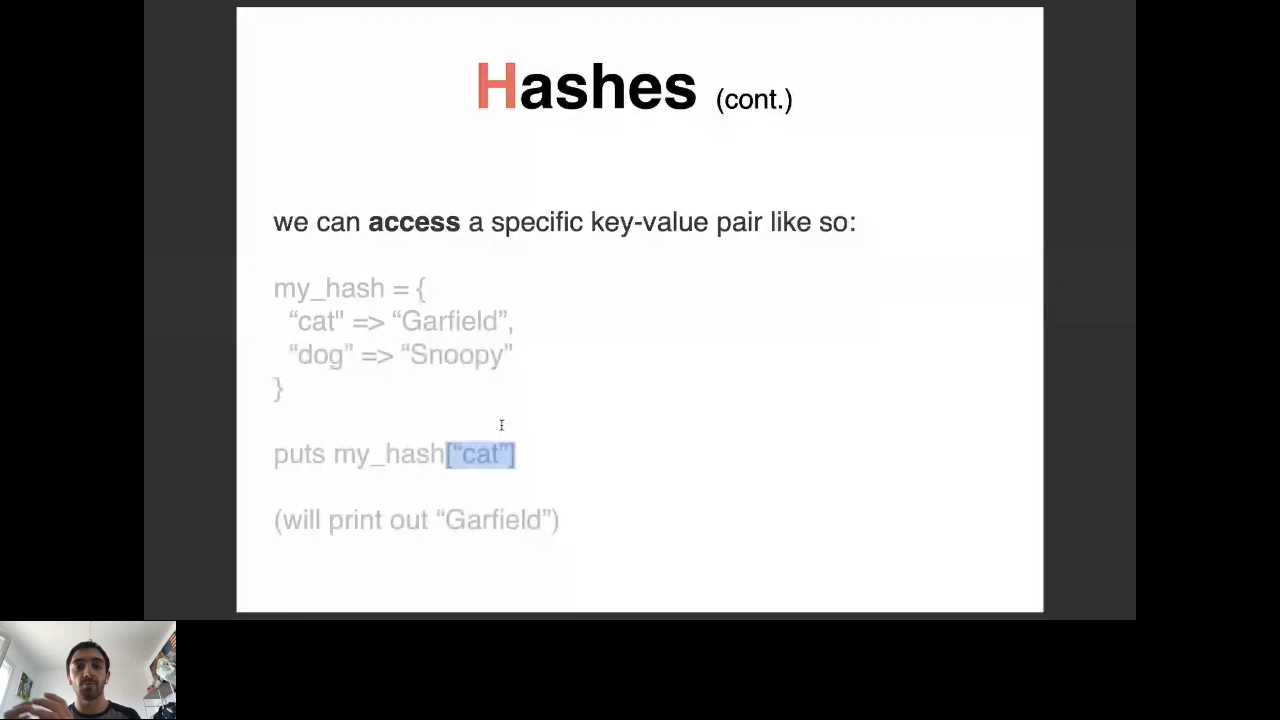 Hashes (cont.)
we can access a specific key-value pair like so:
my_hash = {
“cat" => “Garfield”,
“dog” => “Snoopy”
}
puts my_hash[“cat”]
(will print out “Garfield”)